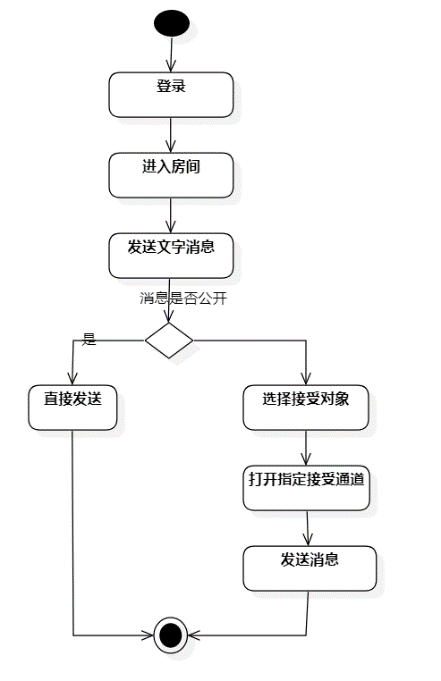 登录
进入房间
发送文字消息
消息是否公开
是
直接发送
选择接受对象
打开指定接受通道
发送消息